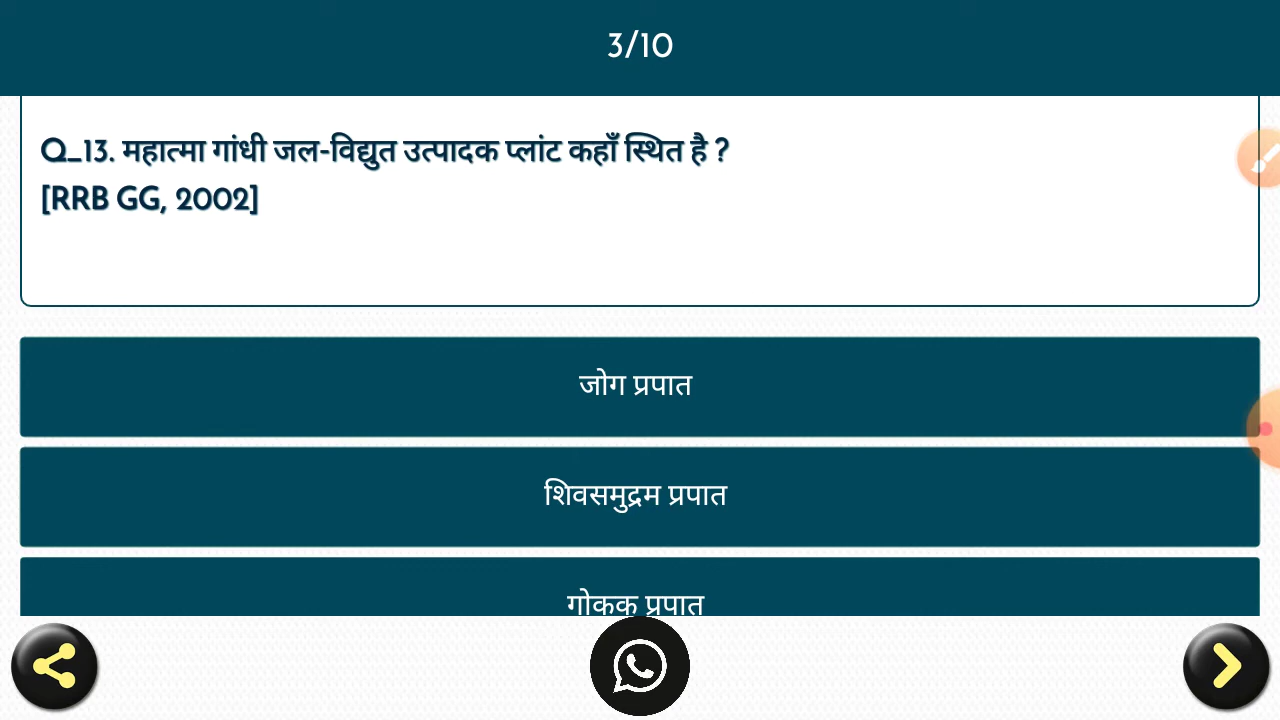 3/10
Q_13. महात्मा गांधी जल-विद्युत उत्पादक प्लांट कहाँ स्थित है ?
[RRB GG, 2002]
जोग प्रपात
शिवसमुद्रम प्रपात
गोकक प्रपात